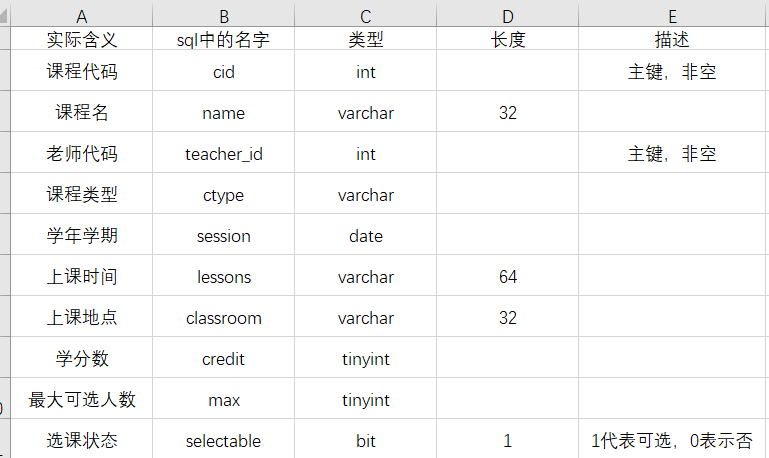 A B C D E
实际含义 sql中的名字 类型 长度 描述
课程代码 cid int 主键，非空
课程名 name varchar 32
老师代码 teacher_id int 主键，非空
课程类型 ctype varchar
学年学期 session date
上课时间 lessons varchar 64
上课地点 classroom varchar 32
学分数 credit tinyint
最大可选人数 max tinyint
选课状态 selectable bit 1 1代表可选，0表示否